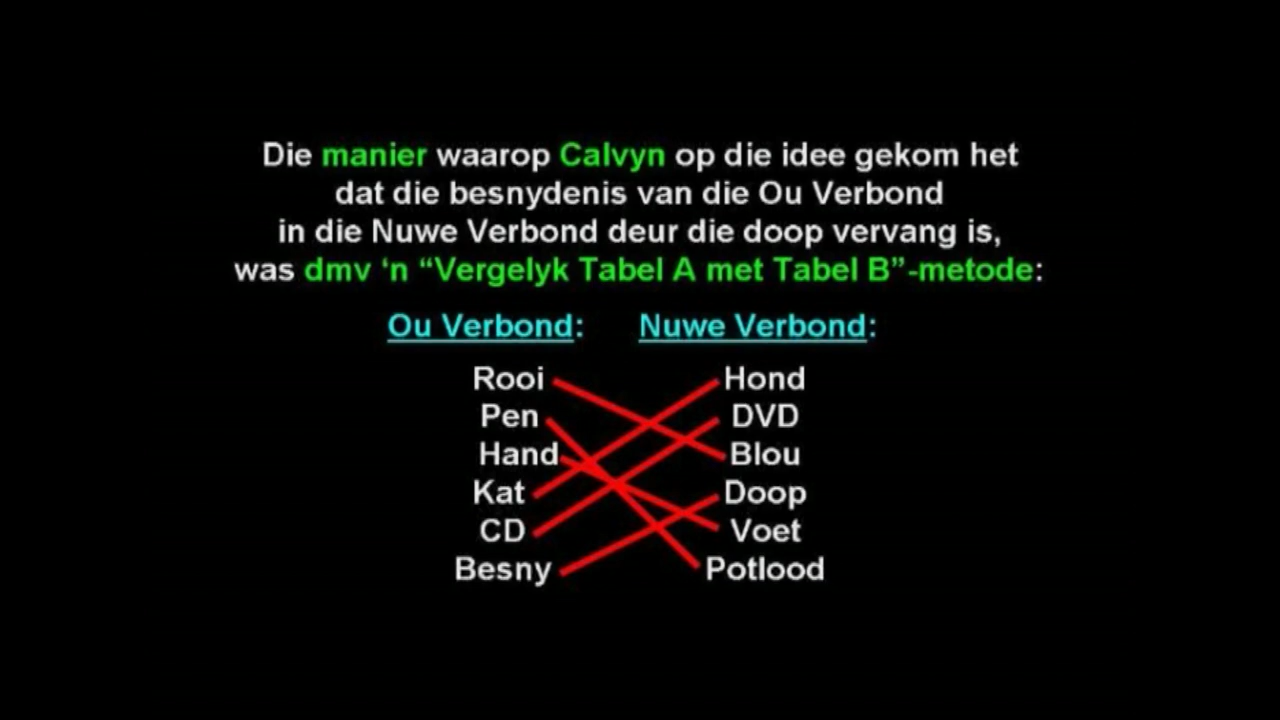 Die manier waarop Calvyn op die idee gekom het
dat die besnydenis van die Ou Verbond
in die Nuwe Verbond deur die doop vervang is,
was dmv ‘n “Vergelyk Tabel A met Tabel B”-metode:
Ou Verbond: Nuwe Verbond:
Rooi Hond
Pen DVD
Hand Blou
Kat Doop
CD Voet
Besny Potlood